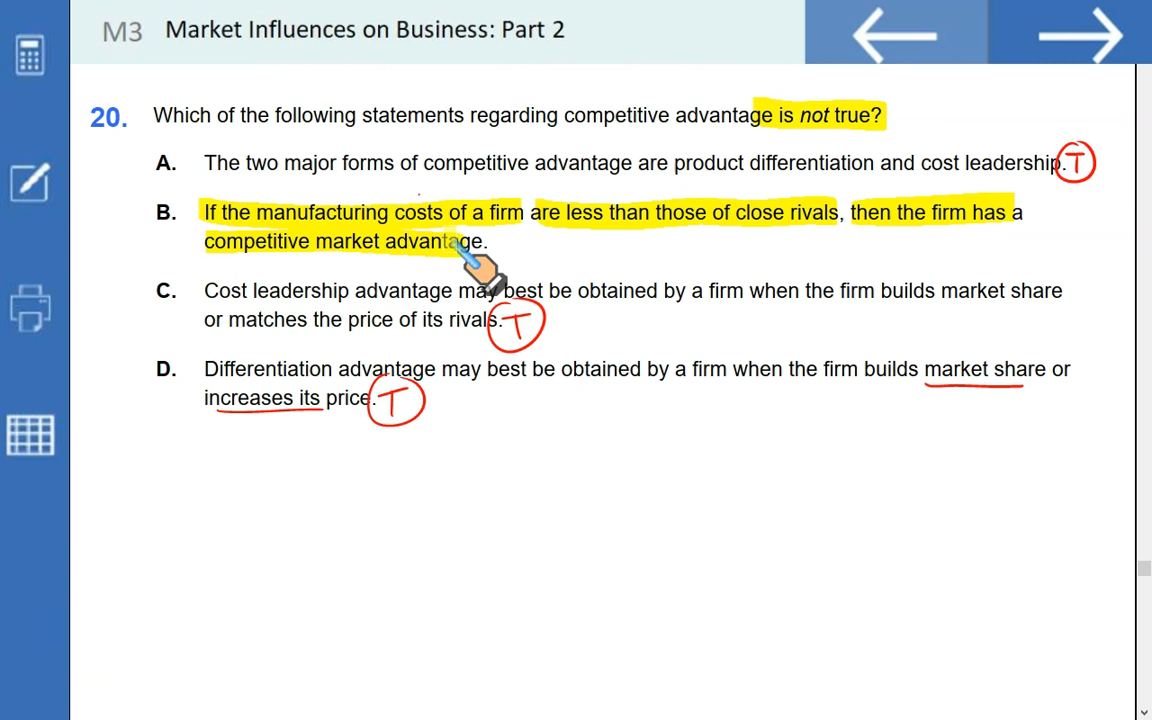 M3 Market Influences on Business: Part 2
20. Which of the following statements regarding competitive advantage is not true?
A. The two major forms of competitive advantage are product differentiation and cost leadership. T
B. If the manufacturing costs of a firm are less than those of close rivals, then the firm has a
competitive market advantage.
C. Cost leadership advantage may best be obtained by a firm when the firm builds market share
or matches the price of its rivals. T
D. Differentiation advantage may best be obtained by a firm when the firm builds market share or
increases its price. T